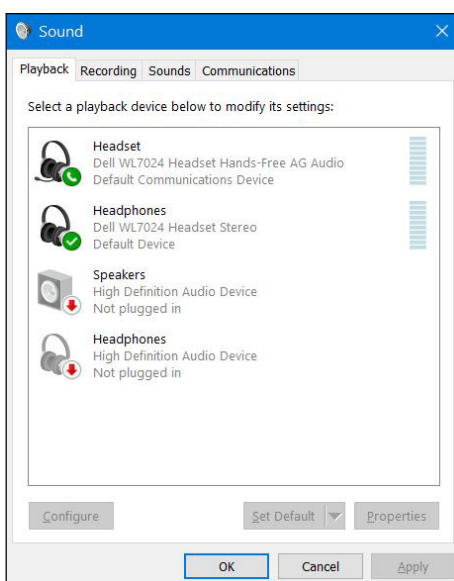 Sound
Playback Recording Sounds Communications
Select a playback device below to modify its settings:
Headset
Dell WL7024 Headset Hands-Free AG Audio
Default Communications Device
Headphones
Dell WL7024 Headset Stereo
Default Device
Speakers
High Definition Audio Device
Not plugged in
Headphones
High Definition Audio Device
Not plugged in
Configure Set Default Properties
OK Cancel Apply